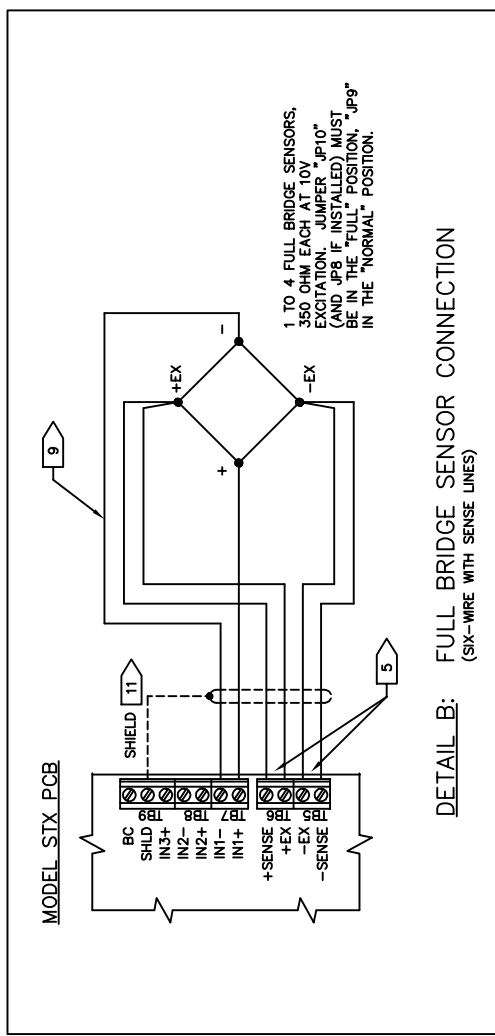 MODEL STX PCB
BC
SHLD
IN3+
IN2-
IN2+
IN1-
IN1+
TB9
TB8
TB7
+SENSE
+EX
-EX
-SENSE
TB6
TB5
SHIELD
11
9
5
+EX
-
+
-EX
1 TO 4 FULL BRIDGE SENSORS,
350 OHM EACH AT 10V
EXCITATION. JUMPER "JP10"
(AND JP8 IF INSTALLED) MUST
BE IN THE "FULL" POSITION, "JP9"
IN THE "NORMAL" POSITION.
DETAIL B: FULL BRIDGE SENSOR CONNECTION
(SIX-WIRE WITH SENSE LINES)